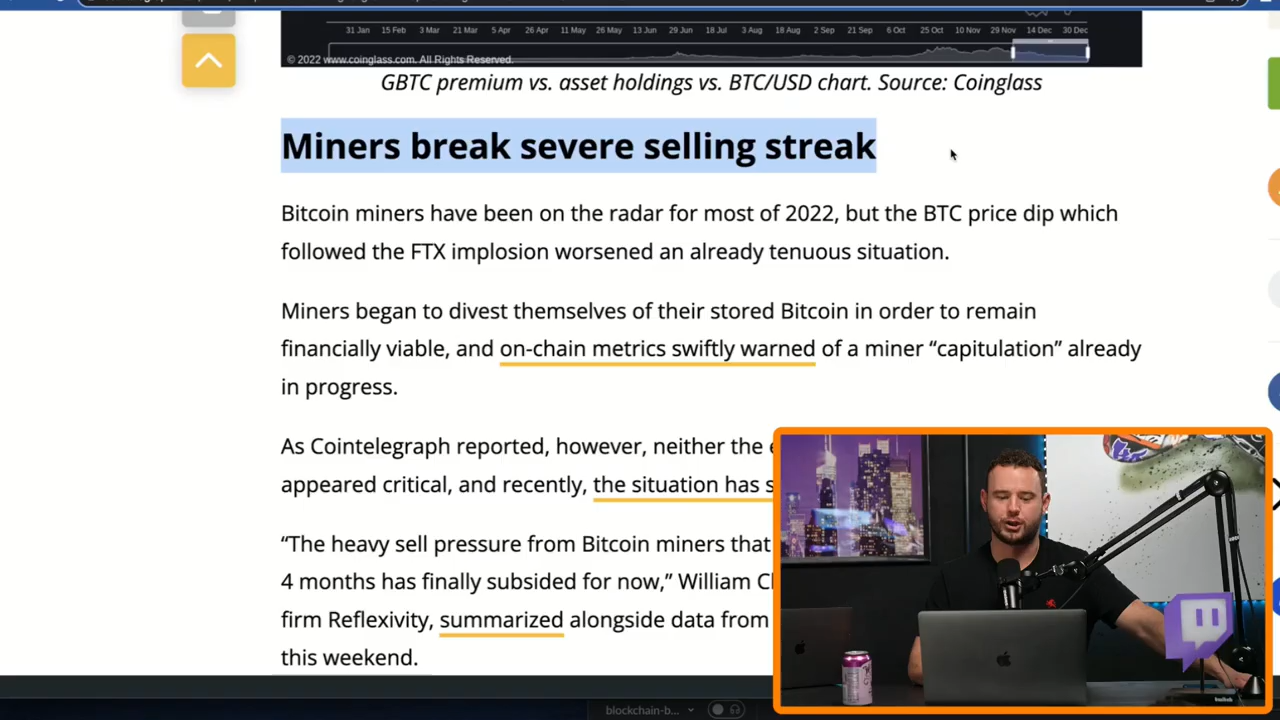 31 Jan 15 Feb 3 Mar 21 Mar 5 Apr 26 Apr 11 May 26 May 13 Jun 28 Jun 18 Jul 3 Aug 18 Aug 2 Sep 21 Sep 6 Oct 25 Oct 10 Nov 29 Nov 14 Dec 30 Dec
© 2022 www.coinglass.com. All Rights Reserved.
GBTC premium vs. asset holdings vs. BTC/USD chart. Source: Coinglass
Miners break severe selling streak
Bitcoin miners have been on the radar for most of 2022, but the BTC price dip which
followed the FTX implosion worsened an already tenuous situation.
Miners began to divest themselves of their stored Bitcoin in order to remain
financially viable, and on-chain metrics swiftly warned of a miner “capitulation” already
in progress.
As Cointelegraph reported, however, neither the
appeared critical, and recently, the situation has
“The heavy sell pressure from Bitcoin miners that
4 months has finally subsided for now,” William
firm Reflexivity, summarized alongside data from
this weekend.
blockchain-b...